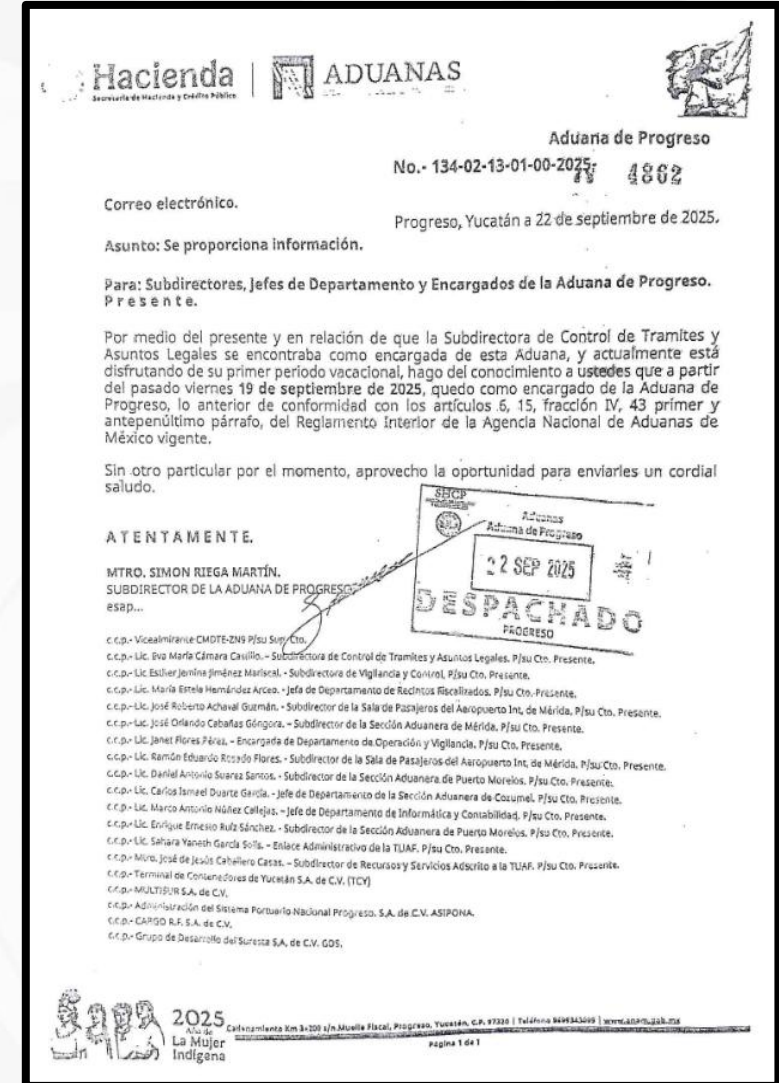 Hacienda
Secretaría de Hacienda y Crédito Público
ADUANAS
Aduana de Progreso
No.- 134-02-13-01-00-2025-
4862
Correo electrónico.
Progreso, Yucatán a 22 de septiembre de 2025.
Asunto: Se proporciona información.
Para: Subdirectores, Jefes de Departamento y Encargados de la Aduana de Progreso.
P r e s e n t e.
Por medio del presente y en relación de que la Subdirectora de Control de Tramites y
Asuntos Legales se encontraba como encargada de esta Aduana, y actualmente está
disfrutando de su primer periodo vacacional, hago del conocimiento a ustedes que a partir
del pasado viernes 19 de septiembre de 2025, quedo como encargado de la Aduana de
Progreso, lo anterior de conformidad con los artículos 6, 15, fracción IV, 43 primer y
antepenúltimo párrafo, del Reglamento Interior de la Agencia Nacional de Aduanas de
México vigente.
Sin otro particular por el momento, aprovecho la oportunidad para enviarles un cordial
saludo.
SHCP
Aduanas
Aduana de Progreso
22 SEP 2025
DESPACHADO
PROGRESO
A T E N T A M E N T E.
MTRO. SIMON RIEGA MARTÍN.
SUBDIRECTOR DE LA ADUANA DE PROGRESO
esap...
c.c.p.- Vicealmirante CMDTE-ZN9 P/su Sup. Cto.
c.c.p.- Lic. Eva María Cámara Castillo. – Subdirectora de Control de Tramites y Asuntos Legales. P/su Cto. Presente.
c.c.p.- Lic Esther Jemina Jiménez Mariscal. - Subdirectora de Vigilancia y Control, P/su Cto, Presente.
c.c.p.- Lic. María Estela Hernández Arceo. - Jefa de Departamento de Recintos Fiscalizados. P/su Cto. Presente.
c.c.p.- Lic. José Roberto Achaval Guzmán. - Subdirector de la Sala de Pasajeros del Aeropuerto Int, de Mérida, P/su Cto. Presente.
c.c.p.- Lic. José Orlando Cabañas Góngora. – Subdirector de la Sección Aduanera de Mérida. P/su Cto. Presente.
c.c.p.- Lic. Janet Flores Pérez, – Encargada de Departamento de Operación y Vigilancia. P/su Cto. Presente.
c.c.p.- Lic. Ramón Eduardo Rosado Flores. - Subdirector de la Sala de Pasajeros del Aeropuerto Int, de Mérida, P/su Cto. Presente.
c.c.p.- Lic. Daniel Antonio Suarez Santos. - Subdirector de la Sección Aduanera de Puerto Morelos. P/su Cto. Presente.
c.c.p.- Lic. Carlos Ismael Duarte García. - Jefe de Departamento de la Sección Aduanera de Cozumel. P/su Cto, Presente.
c.c.p.- Lic. Marco Antonio Núñez Callejas. – Jefe de Departamento de Informática y Contabilidad. P/su Cto. Presente.
c.c.p.- Lic. Enrique Ernesto Ruíz Sánchez. - Subdirector de la Sección Aduanera de Puerto Morelos. P/su Cto. Presente.
c.c.p.- Lic. Sahara Yaneth García Solís. – Enlace Administrativo de la TUAF. P/su Cto. Presente.
c.c.p.- Mtro. José de Jesús Caballero Casas. – Subdirector de Recursos y Servicios Adscrito a la TUAF. P/su Cto. Presente.
c.c.p.- Terminal de Contenedores de Yucatán S.A. de C.V. (TCY)
c.c.p.- MULTISUR S.A. de C.V.
c.c.p.- Administración del Sistema Portuario Nacional Progreso. S.A. de C.V. ASIPONA.
c.c.p.- CARGO R.F. S.A. de C.V.
c.c.p.- Grupo de Desarrollo del Sureste S.A. de C.V. GDS.
2025
Año de
La Mujer
Indígena
s/n Muelle Fiscal, Progreso, Yucatán, C.P. 97320 | Teléfono | www.anam.gob.mx
Página 1 de 1